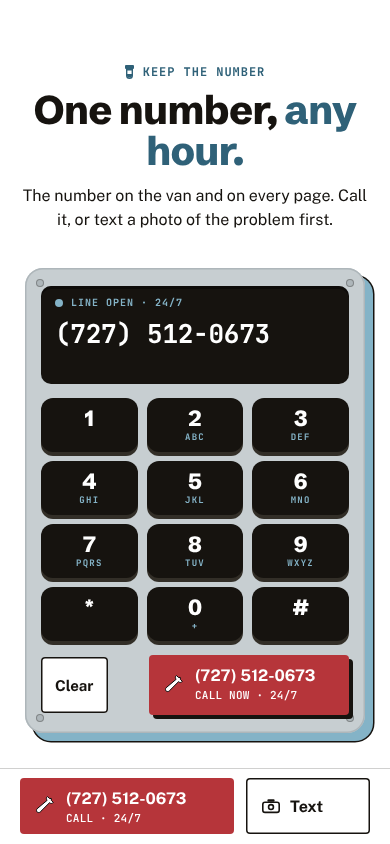 KEEP THE NUMBER
One number, any
hour.
The number on the van and on every page. Call
it, or text a photo of the problem first.
LINE OPEN · 24/7
(727) 512-0673
1
2
ABC
3
DEF
4
GHI
5
JKL
6
MNO
7
PQRS
8
TUV
9
WXYZ
*
0
+
#
Clear
(727) 512-0673
CALL NOW · 24/7
(727) 512-0673
CALL · 24/7
Text